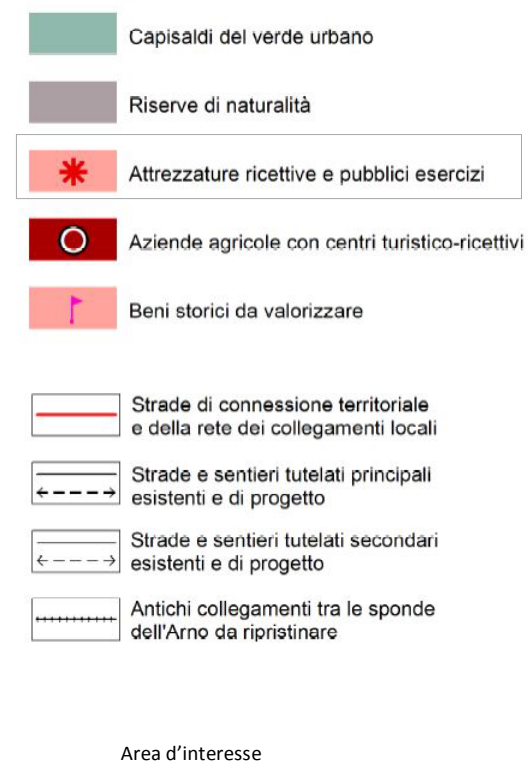 Capisaldi del verde urbano
Riserve di naturalità
Attrezzature ricettive e pubblici esercizi
Aziende agricole con centri turistico-ricettivi
Beni storici da valorizzare
Strade di connessione territoriale
e della rete dei collegamenti locali
Strade e sentieri tutelati principali
esistenti e di progetto
Strade e sentieri tutelati secondari
esistenti e di progetto
Antichi collegamenti tra le sponde
dell'Arno da ripristinare
Area d’interesse